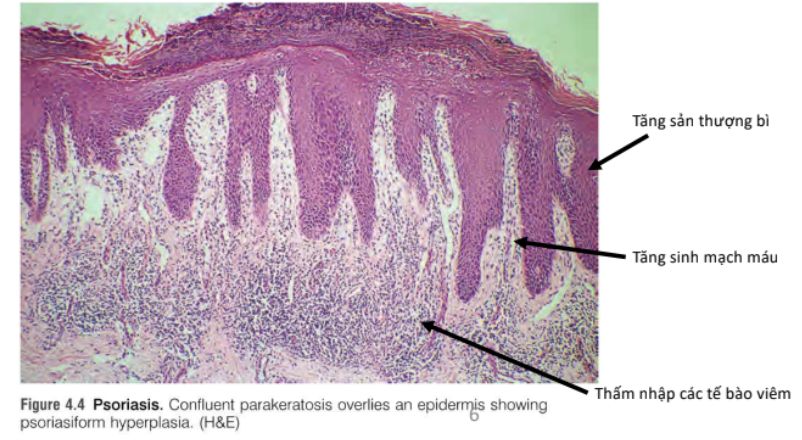 Tăng sản thượng bì
Tăng sinh mạch máu
Thấm nhập các tế bào viêm
Figure 4.4 Psoriasis. Confluent parakeratosis overlies an epidermis showing
psoriasiform hyperplasia. (H&E)
6